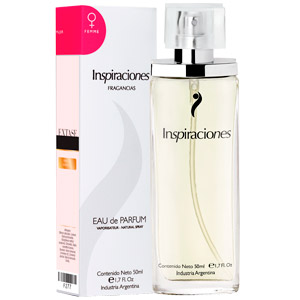 FEMME
Inspiraciones
FRAGANCIAS
EAU de PARFUM
VAPORISATEUR - NATURAL SPRAY
Contenido Neto 50ml
e 1,7 Fl. Oz
Industria Argentina
EXTASE
Inspiraciones
Contenido Neto 50ml
e 1,7 Fl. Oz
Industria Argentina